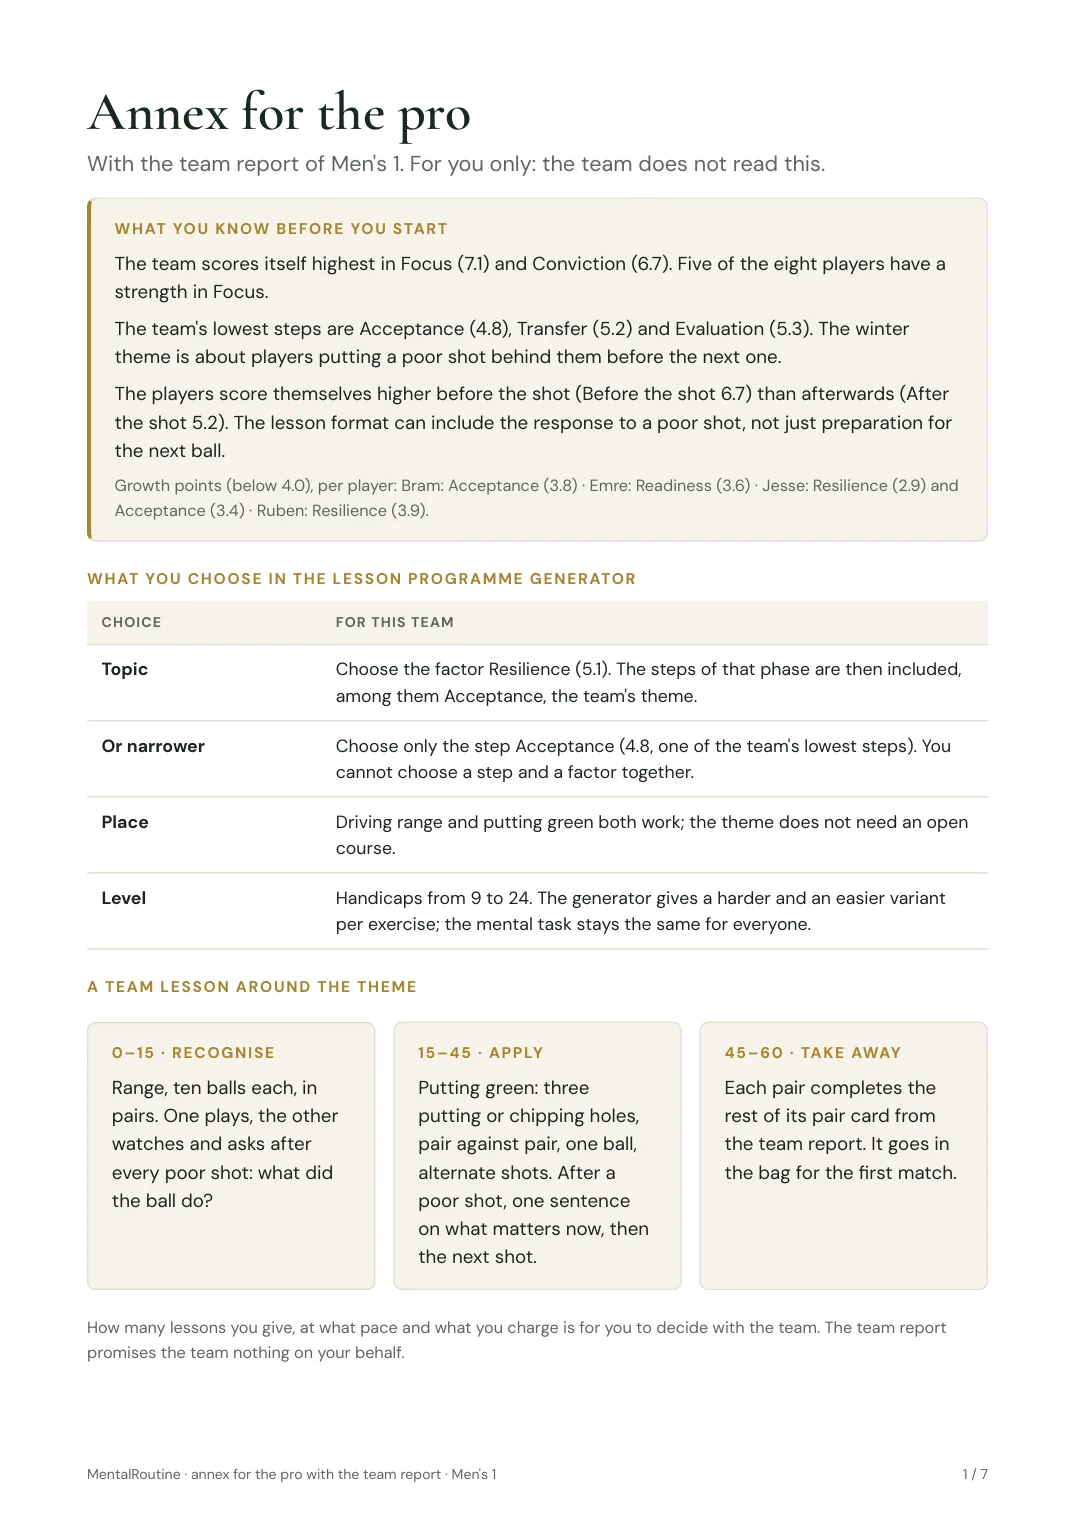 Annex for the pro
With the team report of Men's 1. For you only: the team does not read this.
WHAT YOU KNOW BEFORE YOU START
The team scores itself highest in Focus (7.1) and Conviction (6.7). Five of the eight players have a
strength in Focus.
The team's lowest steps are Acceptance (4.8), Transfer (5.2) and Evaluation (5.3). The winter
theme is about players putting a poor shot behind them before the next one.
The players score themselves higher before the shot (Before the shot 6.7) than afterwards (After
the shot 5.2). The lesson format can include the response to a poor shot, not just preparation for
the next ball.
Growth points (below 4.0), per player: Bram: Acceptance (3.8) · Emre: Readiness (3.6) · Jesse: Resilience (2.9) and
Acceptance (3.4) · Ruben: Resilience (3.9).
WHAT YOU CHOOSE IN THE LESSON PROGRAMME GENERATOR
CHOICE FOR THIS TEAM
Topic Choose the factor Resilience (5.1). The steps of that phase are then included,
among them Acceptance, the team's theme.
Or narrower Choose only the step Acceptance (4.8, one of the team's lowest steps). You
cannot choose a step and a factor together.
Place Driving range and putting green both work; the theme does not need an open
course.
Level Handicaps from 9 to 24. The generator gives a harder and an easier variant
per exercise; the mental task stays the same for everyone.
A TEAM LESSON AROUND THE THEME
0–15 · RECOGNISE
Range, ten balls each, in
pairs. One plays, the other
watches and asks after
every poor shot: what did
the ball do?
15–45 · APPLY
Putting green: three
putting or chipping holes,
pair against pair, one ball,
alternate shots. After a
poor shot, one sentence
on what matters now, then
the next shot.
45–60 · TAKE AWAY
Each pair completes the
rest of its pair card from
the team report. It goes in
the bag for the first match.
How many lessons you give, at what pace and what you charge is for you to decide with the team. The team report
promises the team nothing on your behalf.
MentalRoutine · annex for the pro with the team report · Men's 1 1 / 7